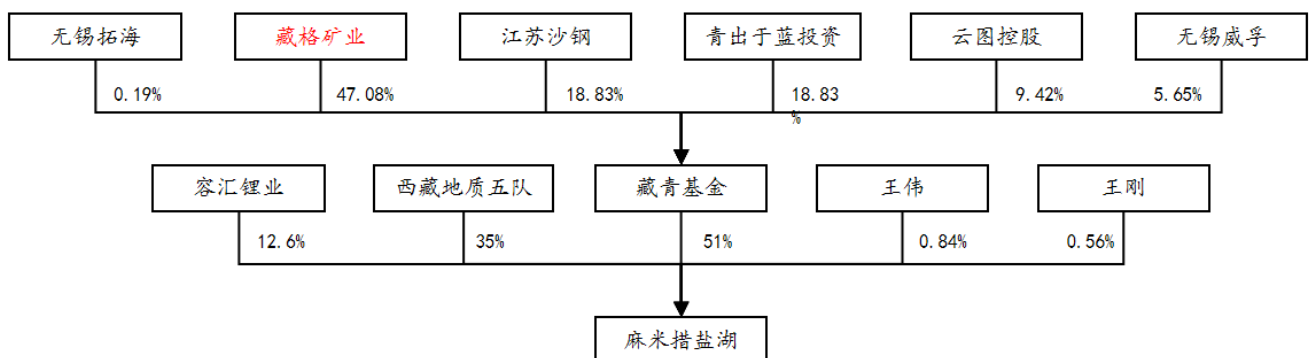 无锡拓海
藏格矿业
江苏沙钢
青出于蓝投资
云图控股
无锡威孚
0.19%
47.08%
18.83%
18.83
%
9.42%
5.65%
容汇锂业
西藏地质五队
藏青基金
王伟
王刚
12.6%
35%
51%
0.84%
0.56%
麻米措盐湖